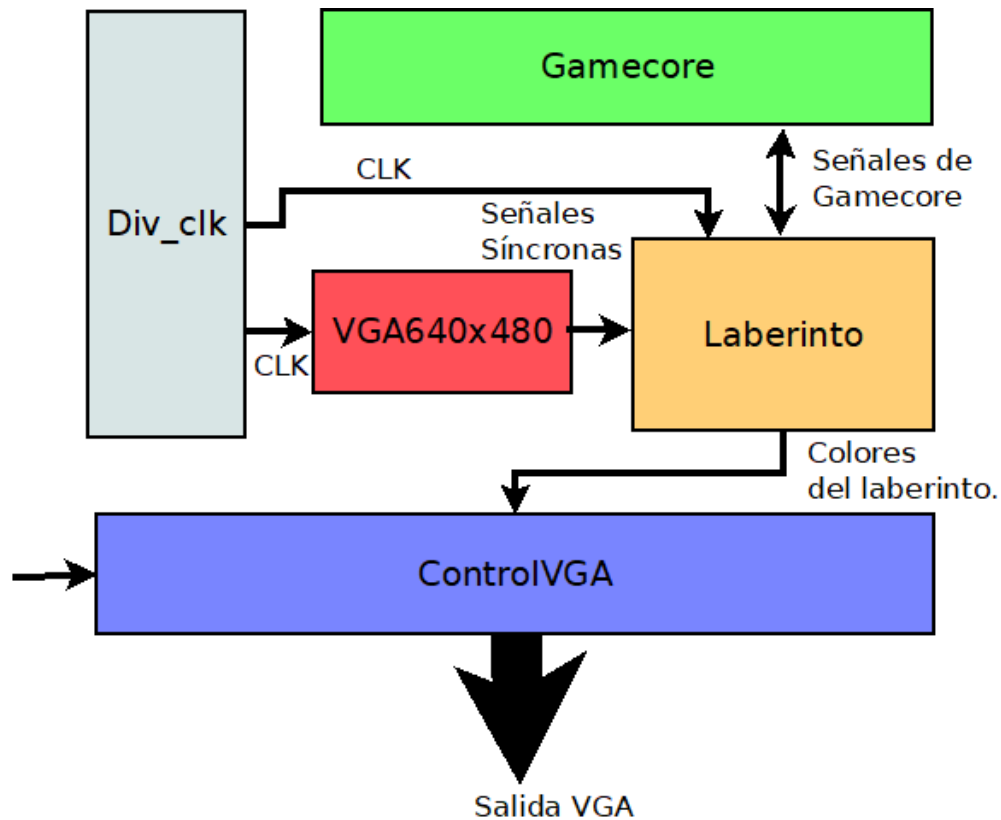 Gamecore
CLK
Señales de
Gamecore
Div_clk
Señales
Síncronas
VGA640x480
Laberinto
CLK
Colores
del laberinto.
ControlVGA
Salida VGA